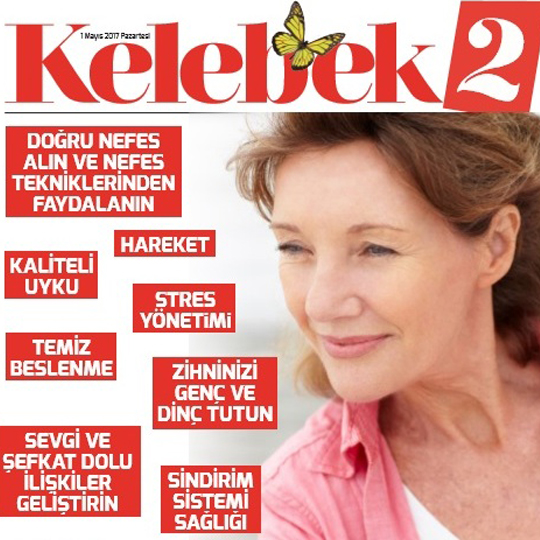 1 Mayıs 2017 Pazartesi
Kelebek 2
DOĞRU NEFES
ALIN VE NEFES
TEKNİKLERİNDEN
FAYDALANIN
HAREKET
KALİTELİ
UYKU
STRES
YÖNETİMİ
TEMİZ
BESLENME
ZİHNİNİZİ
GENÇ VE
DİNÇ TUTUN
SEVGİ VE
ŞEFKAT DOLU
İLİŞKİLER
GELİŞTİRİN
SİNDİRİM
SİSTEMİ
SAĞLIĞI